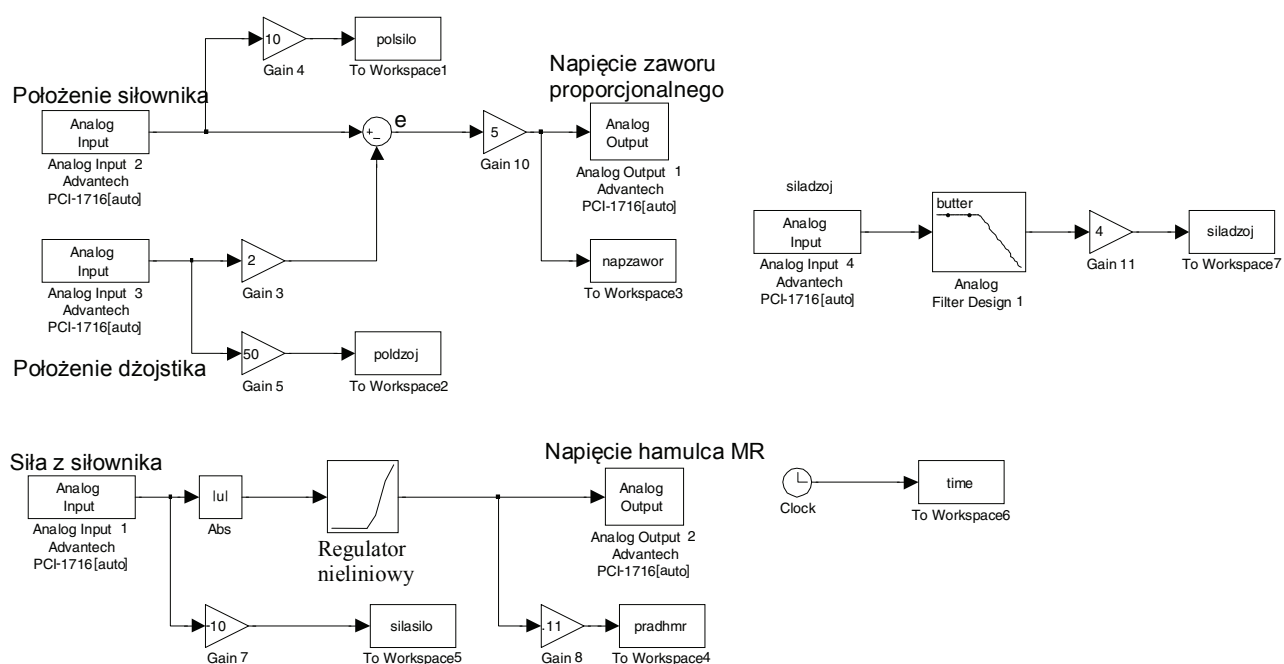 10
Gain 4
polsilo
To Workspace1
Położenie siłownika
Analog
Input
Analog Input 2
Advantech
PCI-1716[auto]
+
_
e
5
Gain 10
Napięcie zaworu
proporcjonalnego
Analog
Output
Analog Output 1
Advantech
PCI-1716[auto]
napzawor
To Workspace3
Analog
Input
Analog Input 3
Advantech
PCI-1716[auto]
2
Gain 3
Położenie dżojstika
50
Gain 5
poldzoj
To Workspace2
siladzoj
Analog
Input
Analog Input 4
Advantech
PCI-1716[auto]
butter
Analog
Filter Design 1
4
Gain 11
siladzoj
To Workspace7
Siła z siłownika
Analog
Input
Analog Input 1
Advantech
PCI-1716[auto]
|u|
Abs
Regulator
nieliniowy
Napięcie hamulca MR
Analog
Output
Analog Output 2
Advantech
PCI-1716[auto]
-10
Gain 7
silasilo
To Workspace5
.11
Gain 8
pradhmr
To Workspace4
Clock
time
To Workspace6